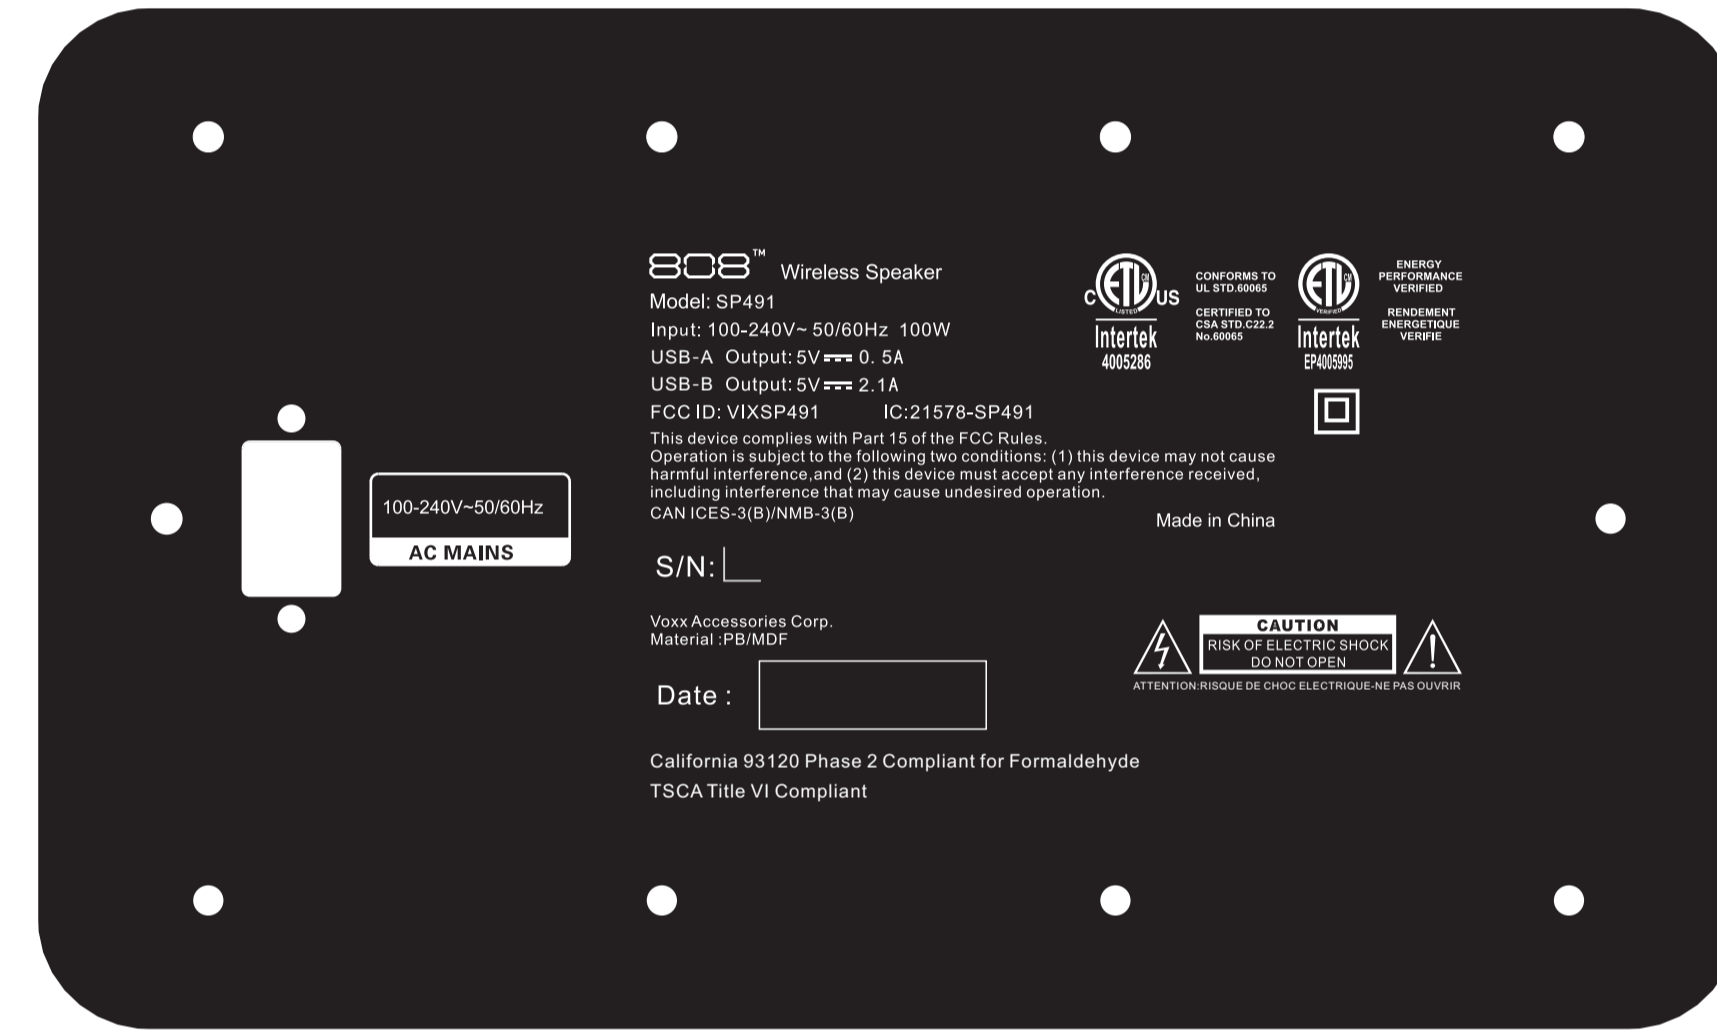 808™ Wireless Speaker
Model: SP491
Input: 100-240V~ 50/60Hz 100W
USB-A Output: 5V⎓ 0. 5A
USB-B Output: 5V⎓ 2.1A
FCC ID: VIXSP491 IC:21578-SP491
This device complies with Part 15 of the FCC Rules.
Operation is subject to the following two conditions: (1) this device may not cause
harmful interference,and (2) this device must accept any interference received,
including interference that may cause undesired operation.
CAN ICES-3(B)/NMB-3(B)
Made in China
S/N:
Voxx Accessories Corp.
Material :PB/MDF
Date :
California 93120 Phase 2 Compliant for Formaldehyde
TSCA Title VI Compliant
100-240V~50/60Hz
AC MAINS
C ETL CM US
LISTED
Intertek
4005286
CONFORMS TO
UL STD.60065
CERTIFIED TO
CSA STD.C22.2
No.60065
ETL CM
VERIFIED
Intertek
EP4005995
ENERGY
PERFORMANCE
VERIFIED
RENDEMENT
ENERGETIQUE
VERIFIE
CAUTION
RISK OF ELECTRIC SHOCK
DO NOT OPEN
ATTENTION:RISQUE DE CHOC ELECTRIQUE-NE PAS OUVRIR